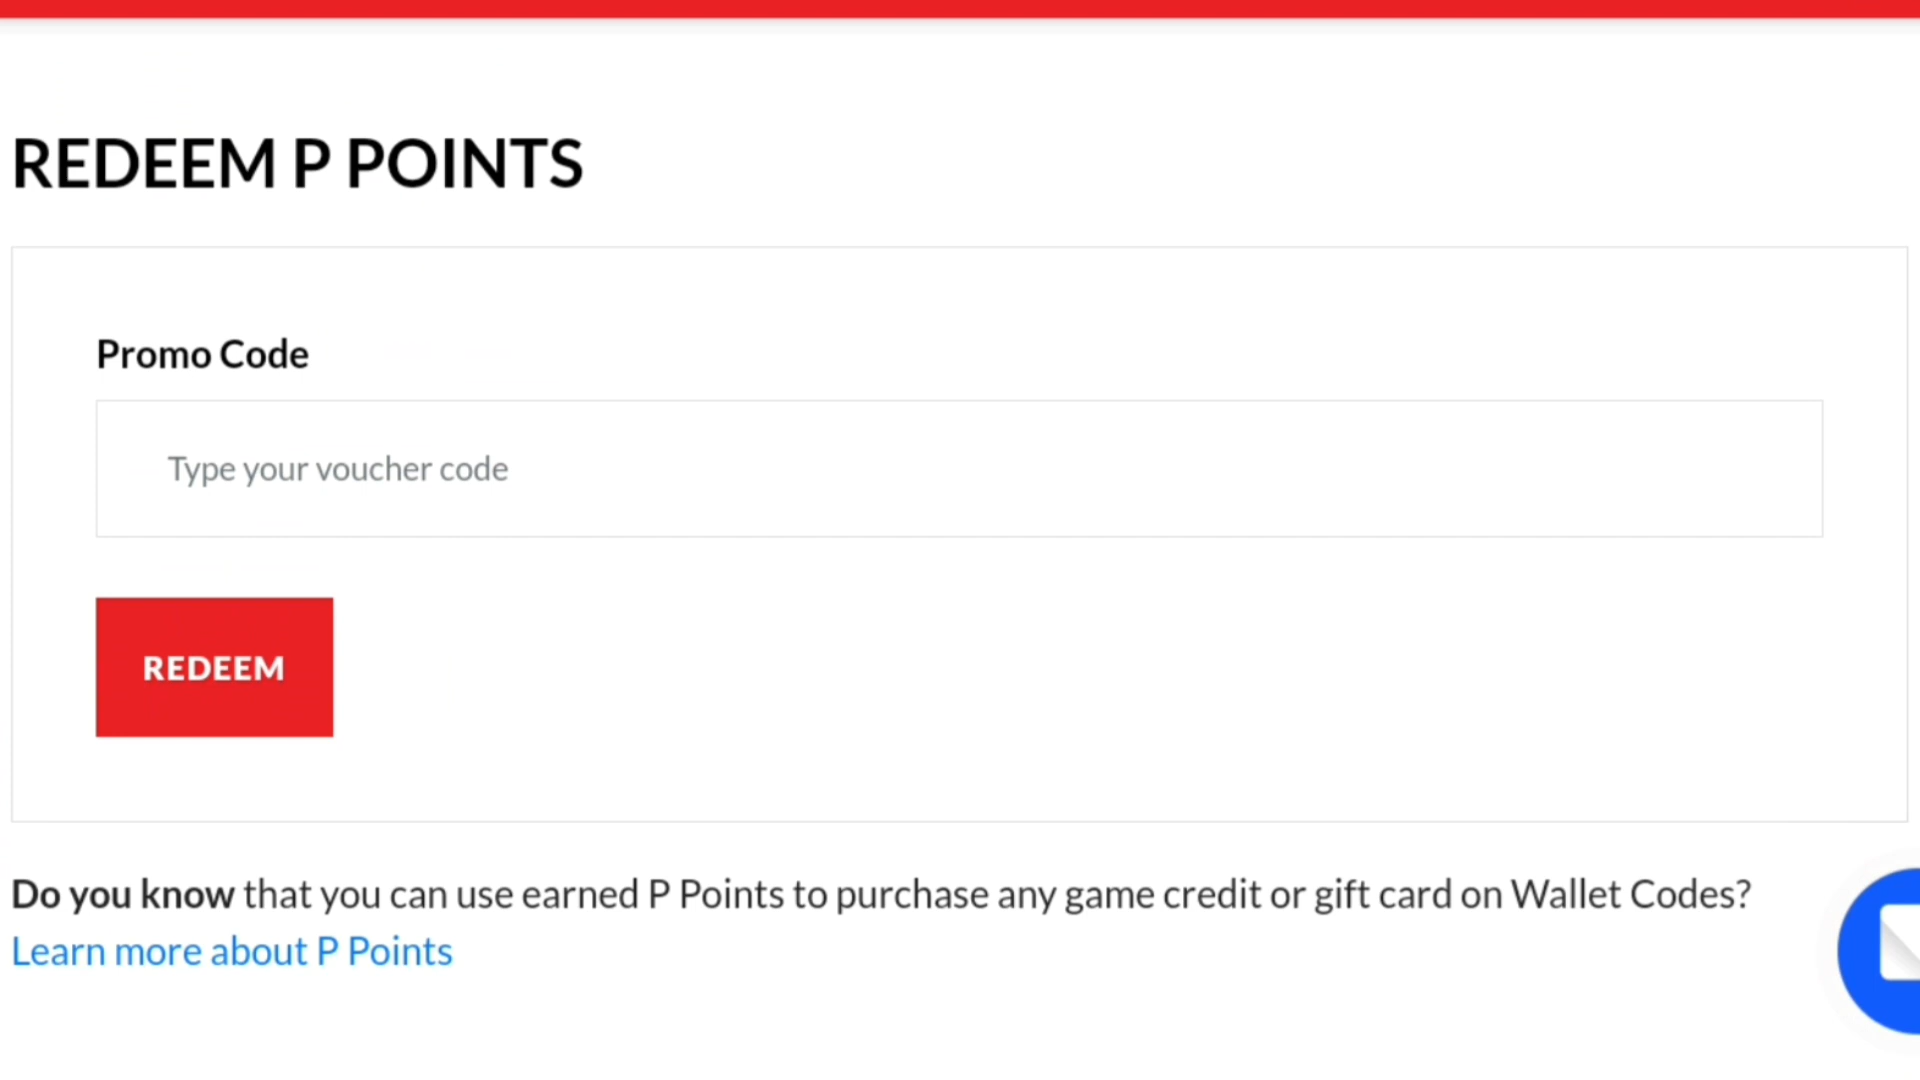 REDEEM P POINTS
Promo Code
Type your voucher code
REDEEM
Do you know that you can use earned P Points to purchase any game credit or gift card on Wallet Codes?
Learn more about P Points